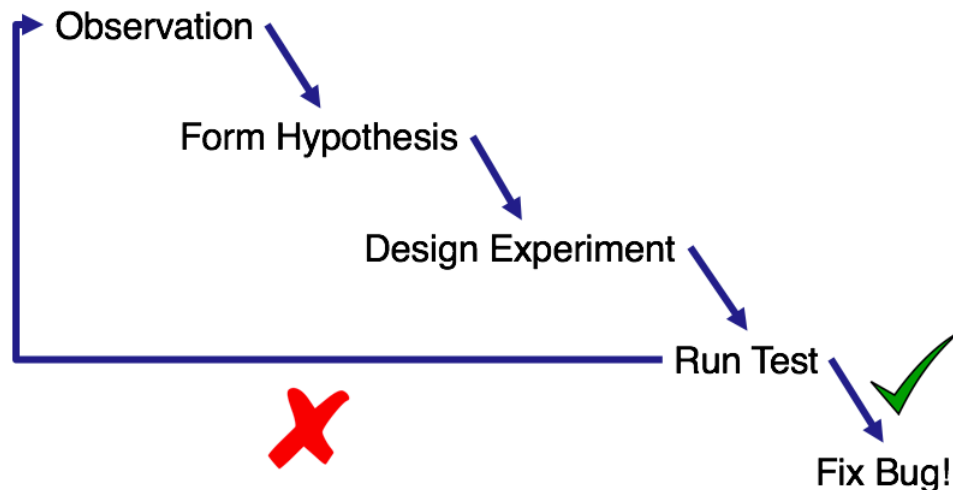 Observation
Form Hypothesis
Design Experiment
Run Test
Fix Bug!